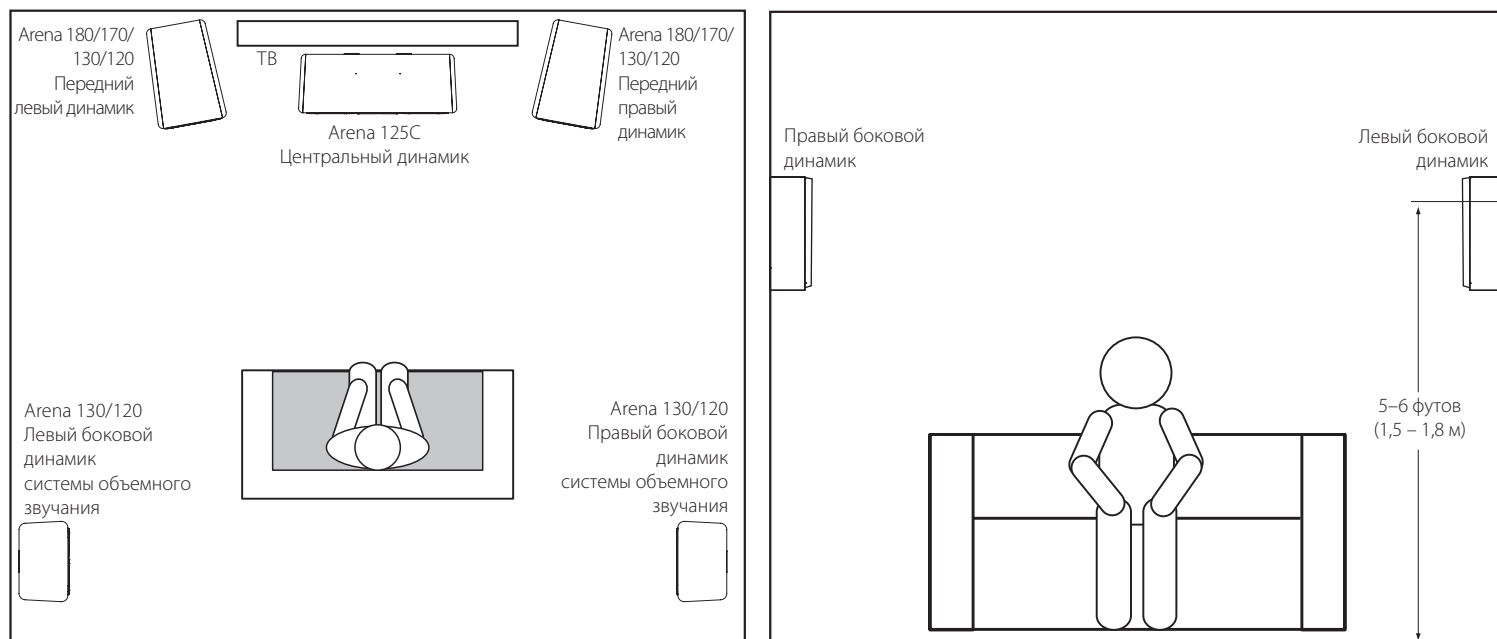 Arena 180/170/
130/120
Передний
левый динамик
ТВ
Arena 125C
Центральный динамик
Arena 180/170/
130/120
Передний
правый
динамик
Arena 130/120
Левый боковой
динамик
системы объемного
звучания
Arena 130/120
Правый боковой
динамик
системы объемного
звучания
Правый боковой
динамик
Левый боковой
динамик
5–6 футов
(1,5 – 1,8 м)